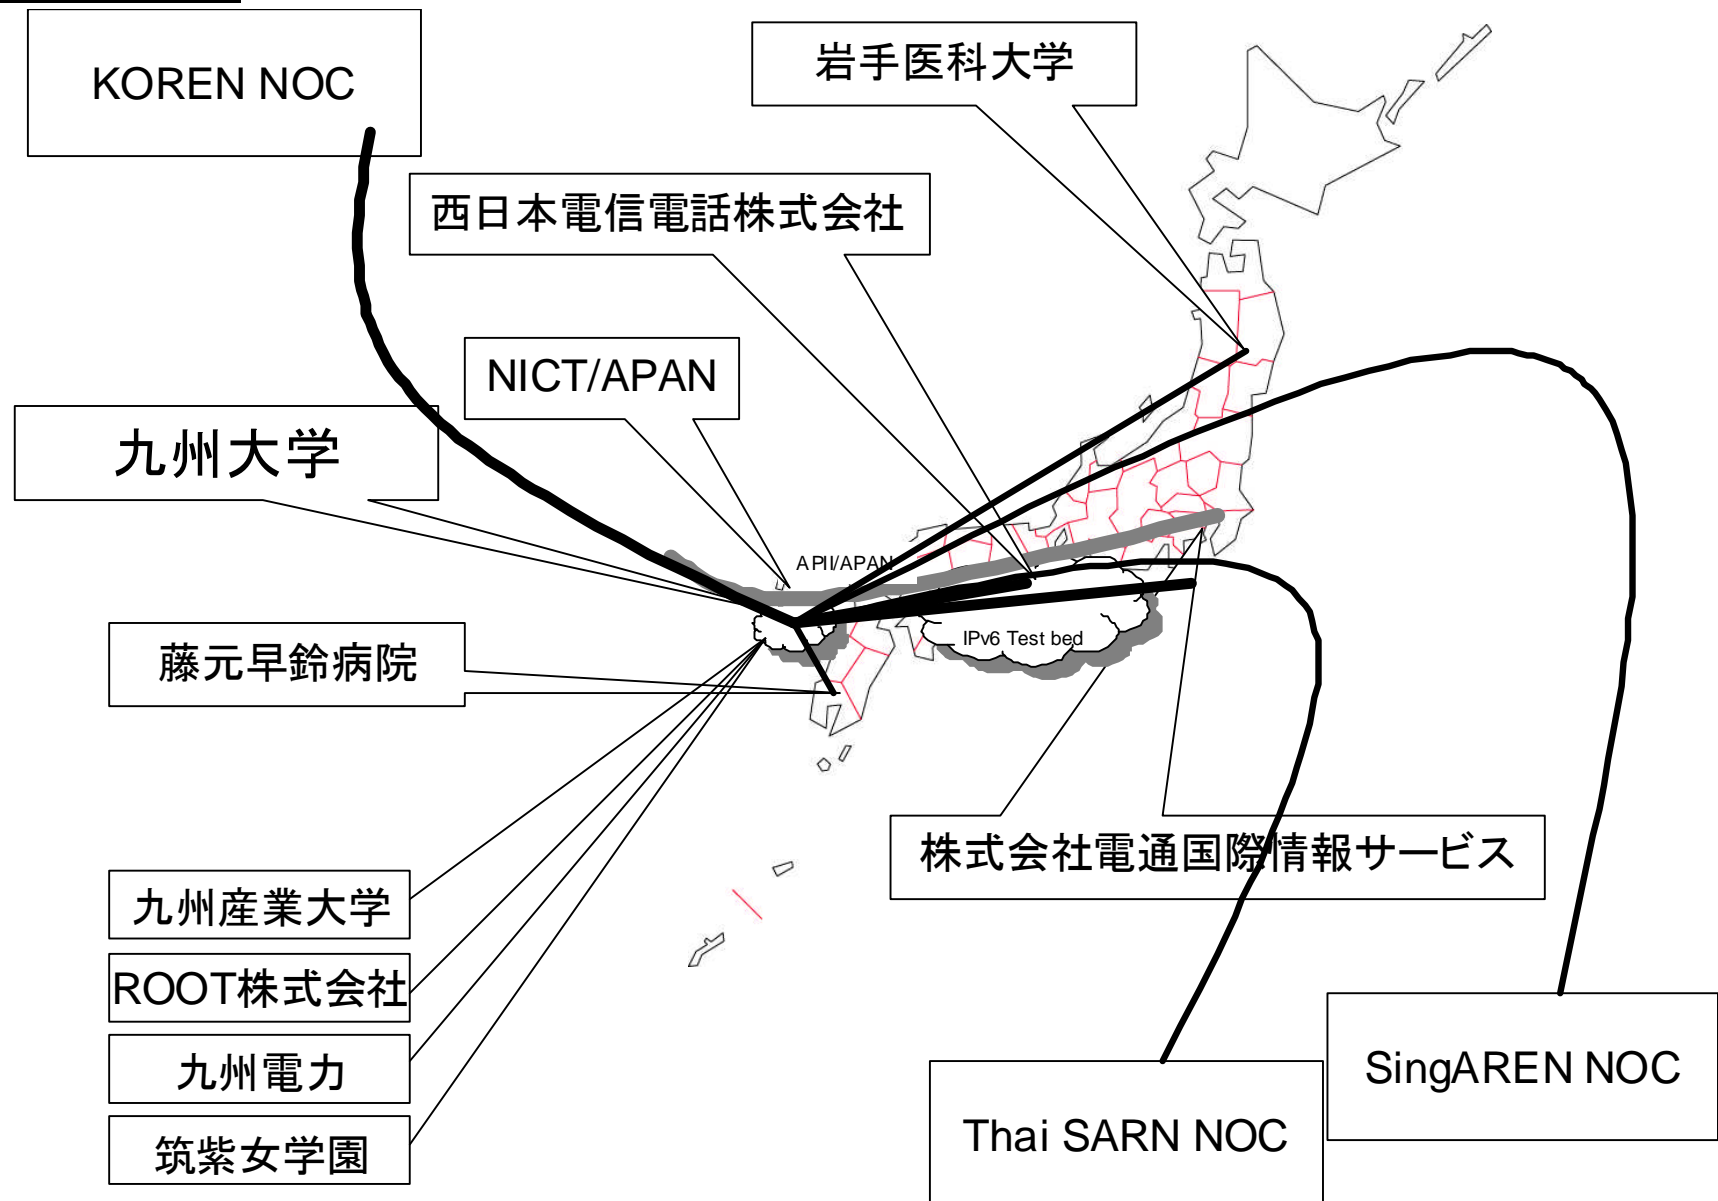 KOREN NOC
岩手医科大学
西日本電信電話株式会社
NICT/APAN
九州大学
APII/APAN
藤元早鈴病院
IPv6 Test bed
株式会社電通国際情報サービス
九州産業大学
ROOT株式会社
九州電力
筑紫女学園
SingAREN NOC
Thai SARN NOC